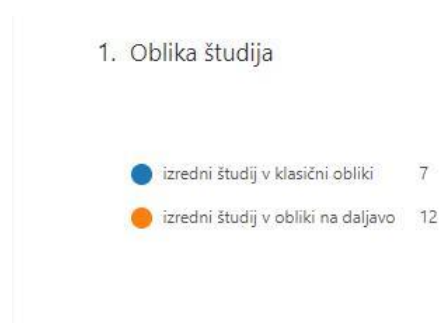 1. Oblika študija
izredni študij v klasični obliki 7
izredni študij v obliki na daljavo 12